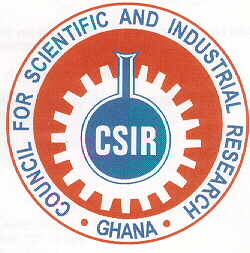 COUNCIL FOR SCIENTIFIC AND INDUSTRIAL RESEARCH
CSIR
· GHANA ·